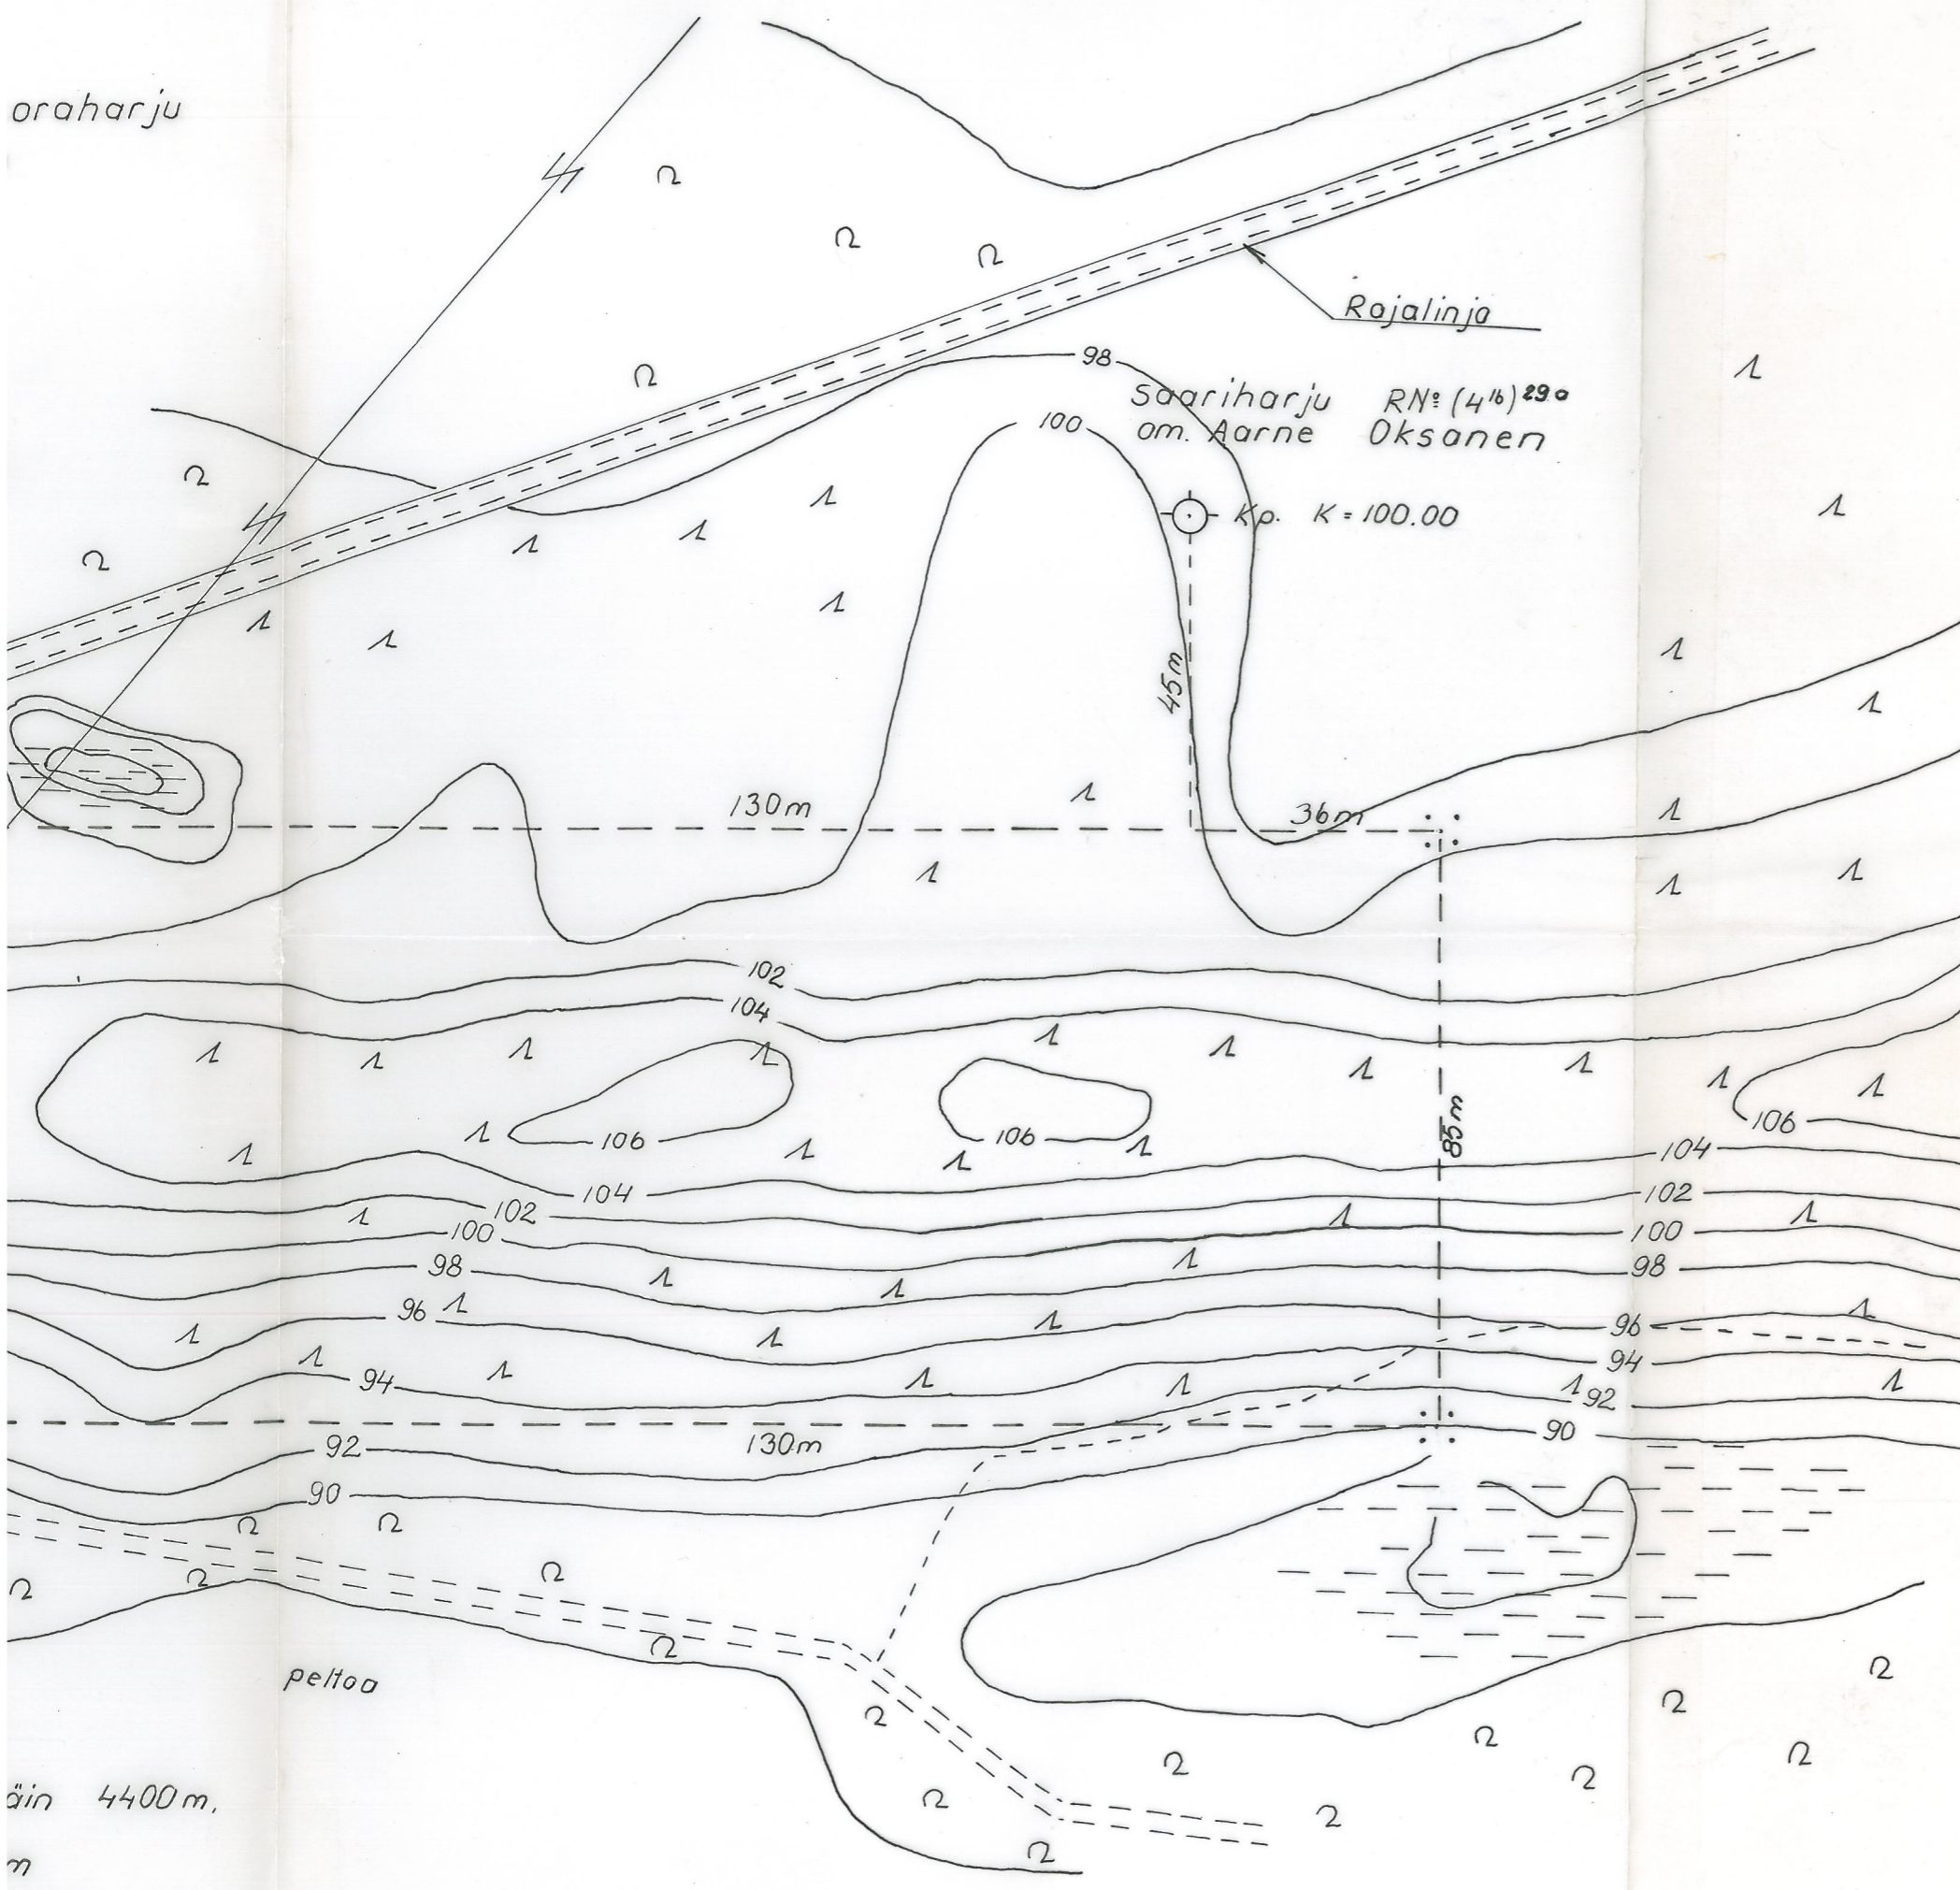 oraharju
Rajalinja
98
Saariharju RNº (4¹⁶) 29a
om. Aarne Oksanen
100
Kp. K = 100.00
45m
130m
36m
102
104
85m
106
106
106
104
104
102
102
100
100
98
98
96
96
94
94
92
92
130m
90
90
peltoa
äin 4400m.
m